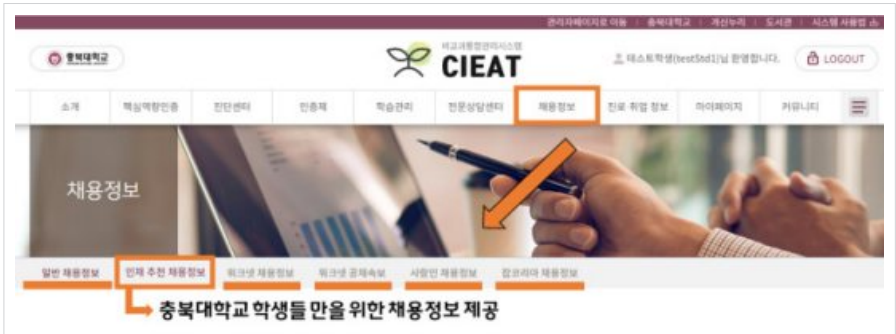 관리자페이지로 이동 | 충북대학교 | 개신누리 | 도서관 | 시스템 사용법
충북대학교
비교과통합관리시스템
CIEAT
테스트학생(testStd1)님 환영합니다.
LOGOUT
소개 핵심역량인증 진단센터 인증제 학습관리 전문상담센터 채용정보 진로·취업 정보 마이페이지 커뮤니티
채용정보
일반 채용정보 인재 추천 채용정보 워크넷 채용정보 워크넷 공채속보 사람인 채용정보 잡코리아 채용정보
충북대학교 학생들 만을 위한 채용정보 제공